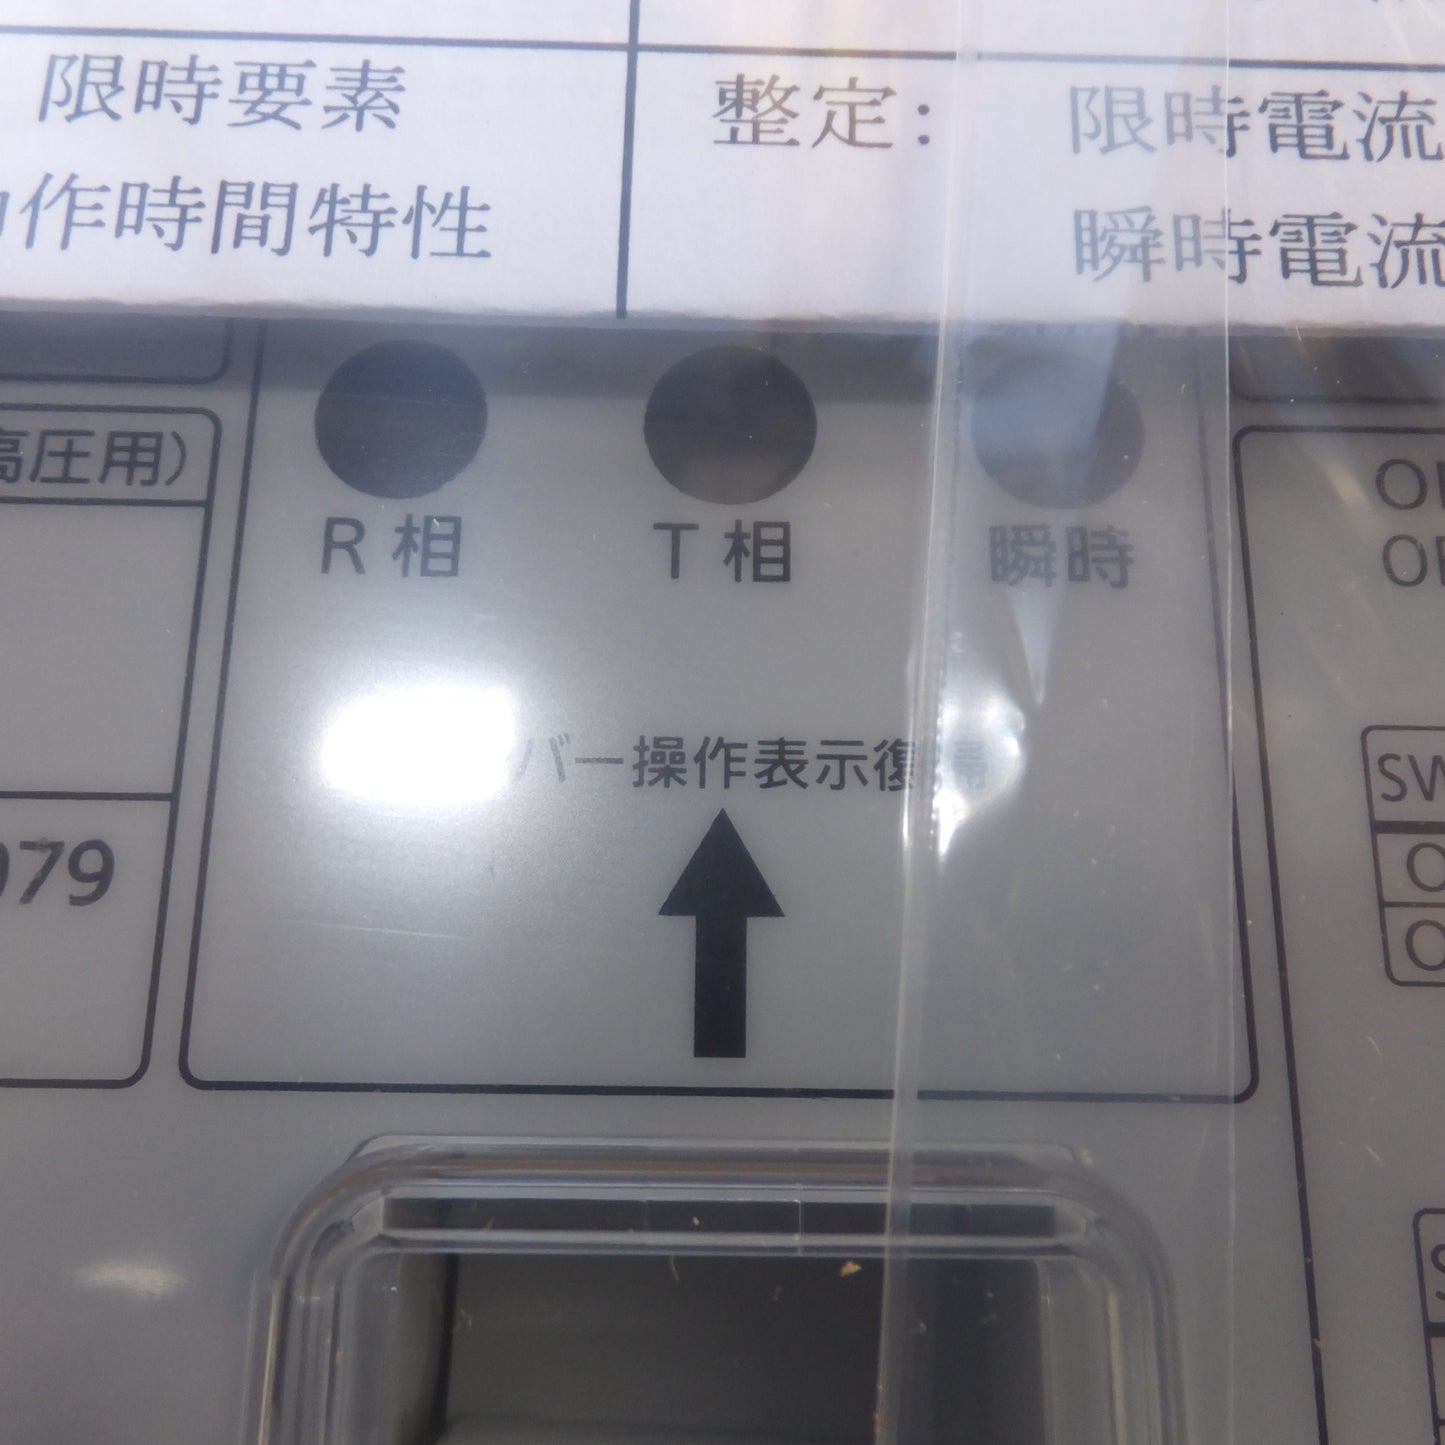 限時要素
整定: 限時電流
作時間特性
瞬時電流
高圧用)
R相 T相 瞬時
バー操作表示復帰
SW
79